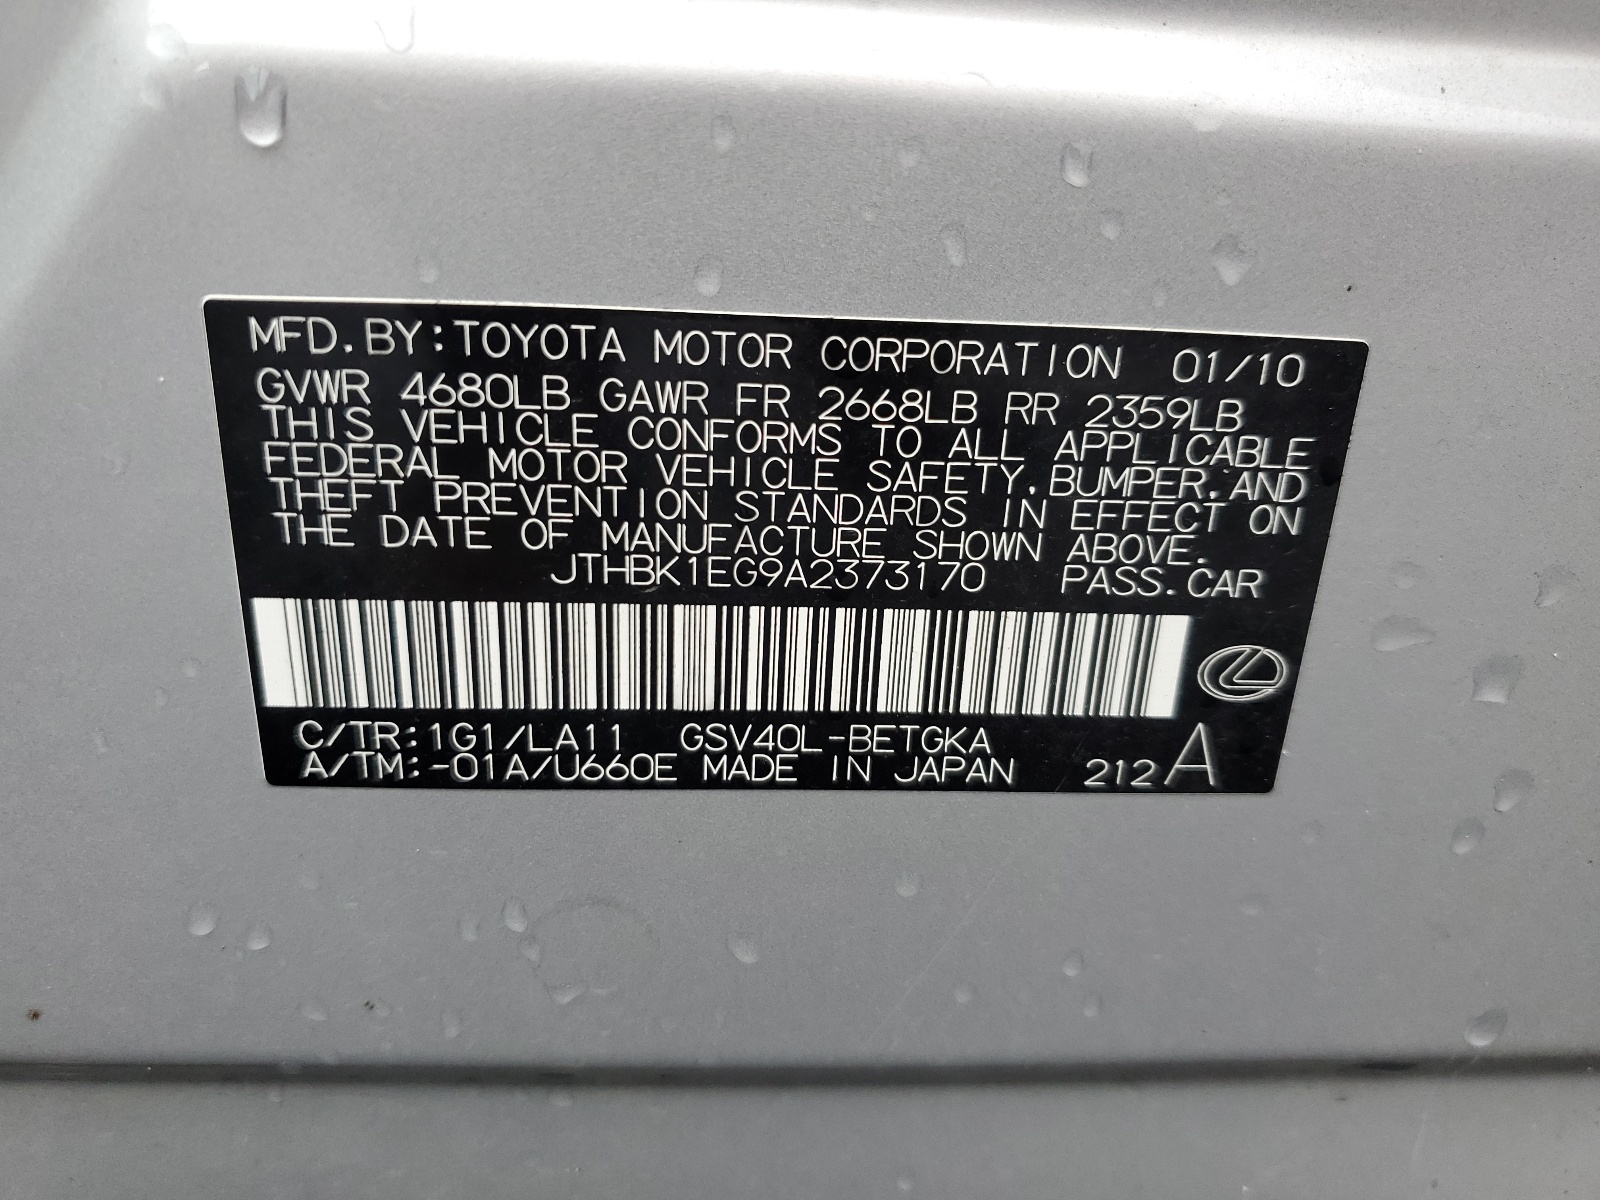 MFD. BY: TOYOTA MOTOR CORPORATION 01/10
GVWR 4680LB GAWR FR 2668LB RR 2359LB
THIS VEHICLE CONFORMS TO ALL APPLICABLE
FEDERAL MOTOR VEHICLE SAFETY, BUMPER, AND
THEFT PREVENTION STANDARDS IN EFFECT ON
THE DATE OF MANUFACTURE SHOWN ABOVE.
JTHBK1EG9A2373170 PASS. CAR
C/TR: 1G1/LA11 GSV40L-BETGKA
A/TM: -01A/U660E MADE IN JAPAN 212 A